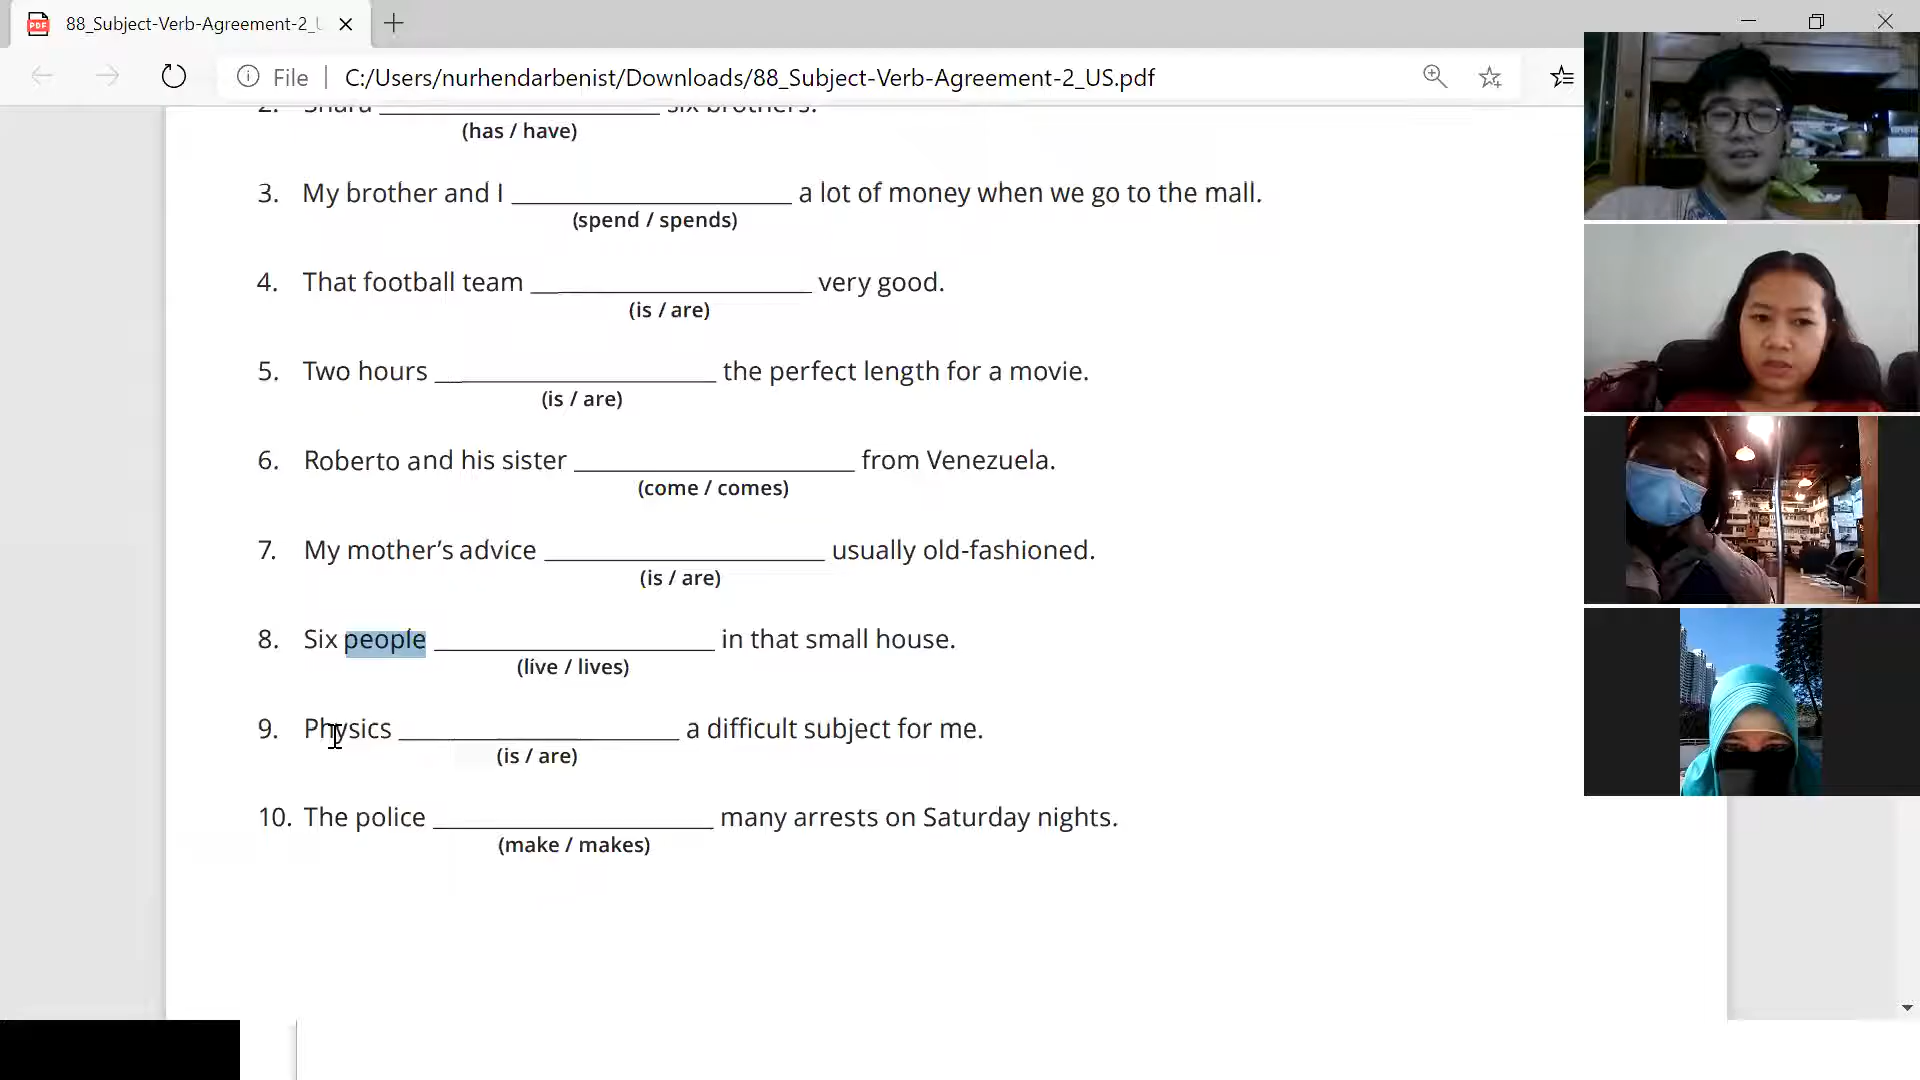 88_Subject-Verb-Agreement-2_U
File | C:/Users/nurhendarbenist/Downloads/88_Subject-Verb-Agreement-2_US.pdf
2. Shara ____________________ six brothers.
(has / have)
3. My brother and I ____________________ a lot of money when we go to the mall.
(spend / spends)
4. That football team ____________________ very good.
(is / are)
5. Two hours ____________________ the perfect length for a movie.
(is / are)
6. Roberto and his sister ____________________ from Venezuela.
(come / comes)
7. My mother’s advice ____________________ usually old-fashioned.
(is / are)
8. Six people ____________________ in that small house.
(live / lives)
9. Physics ____________________ a difficult subject for me.
(is / are)
10. The police ____________________ many arrests on Saturday nights.
(make / makes)